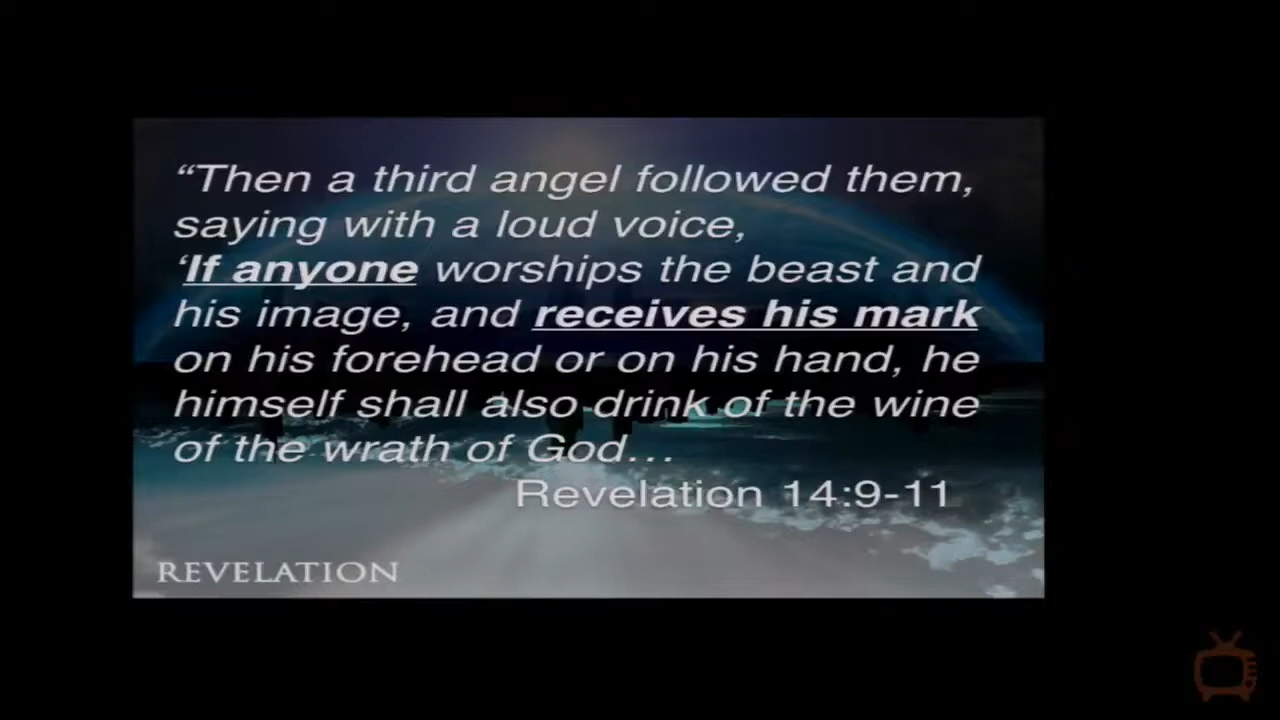 “Then a third angel followed them,
saying with a loud voice,
‘If anyone worships the beast and
his image, and receives his mark
on his forehead or on his hand, he
himself shall also drink of the wine
of the wrath of God…
Revelation 14:9-11
REVELATION